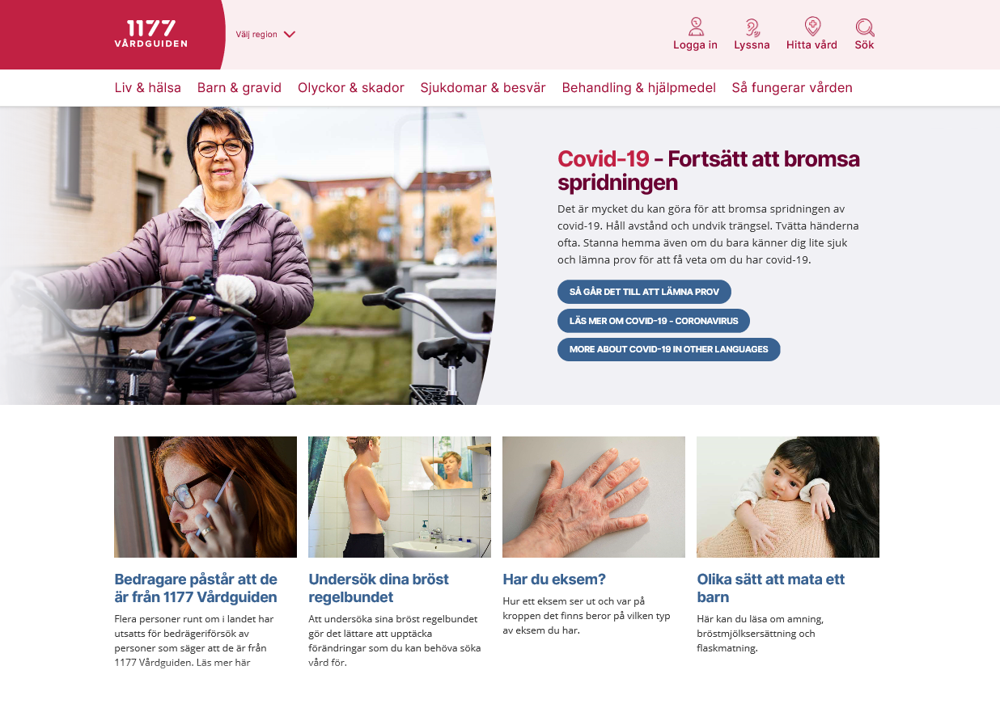 1177
VÅRDGUIDEN
Välj region
Logga in
Lyssna
Hitta vård
Sök
Liv & hälsa
Barn & gravid
Olyckor & skador
Sjukdomar & besvär
Behandling & hjälpmedel
Så fungerar vården
Covid-19 - Fortsätt att bromsa
spridningen
Det är mycket du kan göra för att bromsa spridningen av
covid-19. Håll avstånd och undvik trängsel. Tvätta händerna
ofta. Stanna hemma även om du bara känner dig lite sjuk
och lämna prov för att få veta om du har covid-19.
SÅ GÅR DET TILL ATT LÄMNA PROV
LÄS MER OM COVID-19 - CORONAVIRUS
MORE ABOUT COVID-19 IN OTHER LANGUAGES
Bedragare påstår att de
är från 1177 Vårdguiden
Flera personer runt om i landet har
utsatts för bedrägeriförsök av
personer som säger att de är från
1177 Vårdguiden. Läs mer här
Undersök dina bröst
regelbundet
Att undersöka sina bröst regelbundet
gör det lättare att upptäcka
förändringar som du kan behöva söka
vård för.
Har du eksem?
Hur ett eksem ser ut och var på
kroppen det finns beror på vilken typ
av eksem du har.
Olika sätt att mata ett
barn
Här kan du läsa om amning,
bröstmjölksersättning och
flaskmatning.